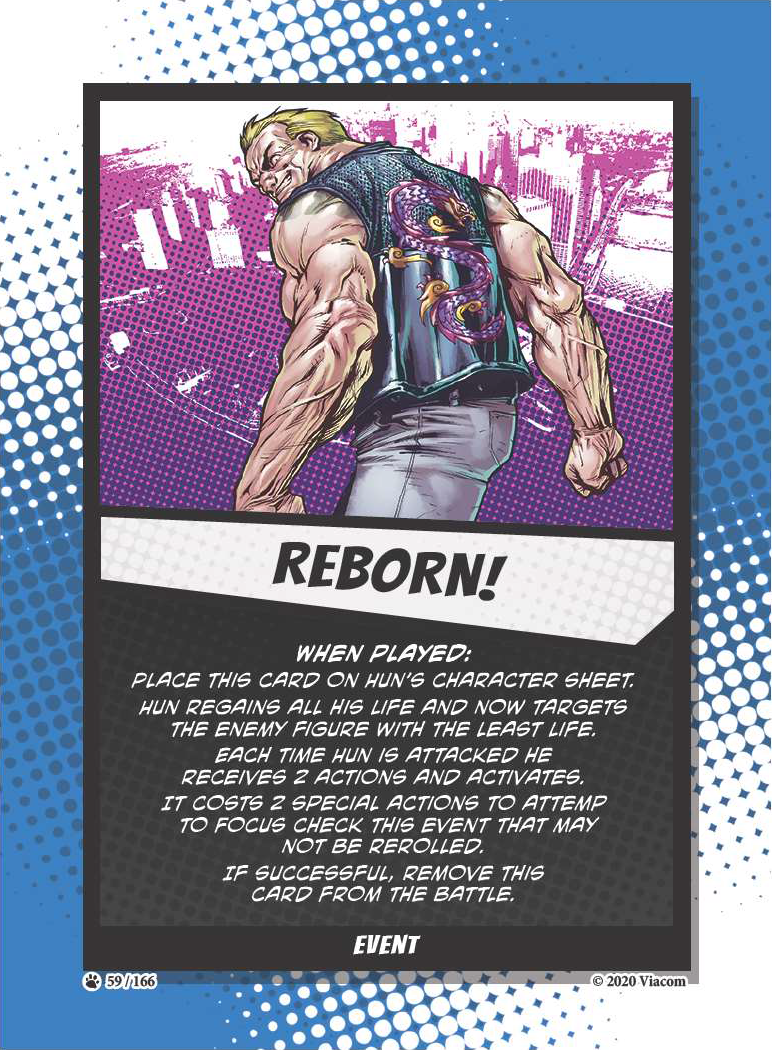 REBORN!
WHEN PLAYED:
PLACE THIS CARD ON HUN'S CHARACTER SHEET.
HUN REGAINS ALL HIS LIFE AND NOW TARGETS
THE ENEMY FIGURE WITH THE LEAST LIFE.
EACH TIME HUN IS ATTACKED HE
RECEIVES 2 ACTIONS AND ACTIVATES.
IT COSTS 2 SPECIAL ACTIONS TO ATTEMP
TO FOCUS CHECK THIS EVENT THAT MAY
NOT BE REROLLED.
IF SUCCESSFUL, REMOVE THIS
CARD FROM THE BATTLE.
EVENT
59 / 166
© 2020 Viacom